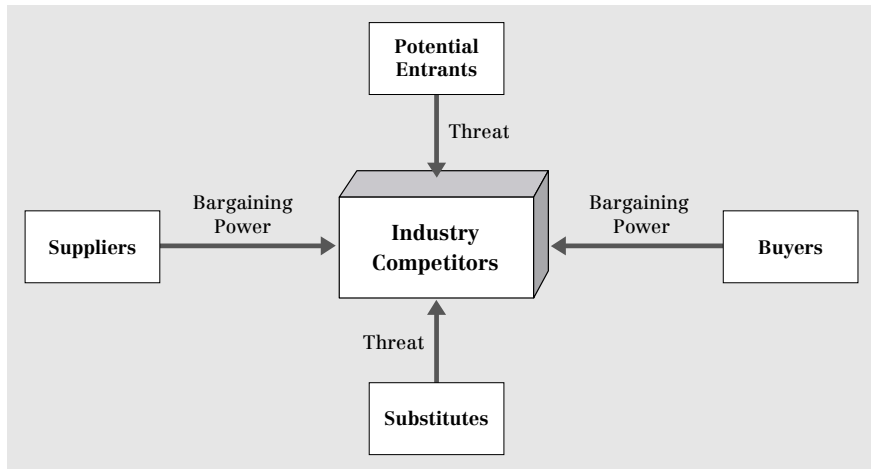 Potential
Entrants
Threat
Bargaining
Power
Bargaining
Power
Suppliers
Industry
Competitors
Buyers
Threat
Substitutes